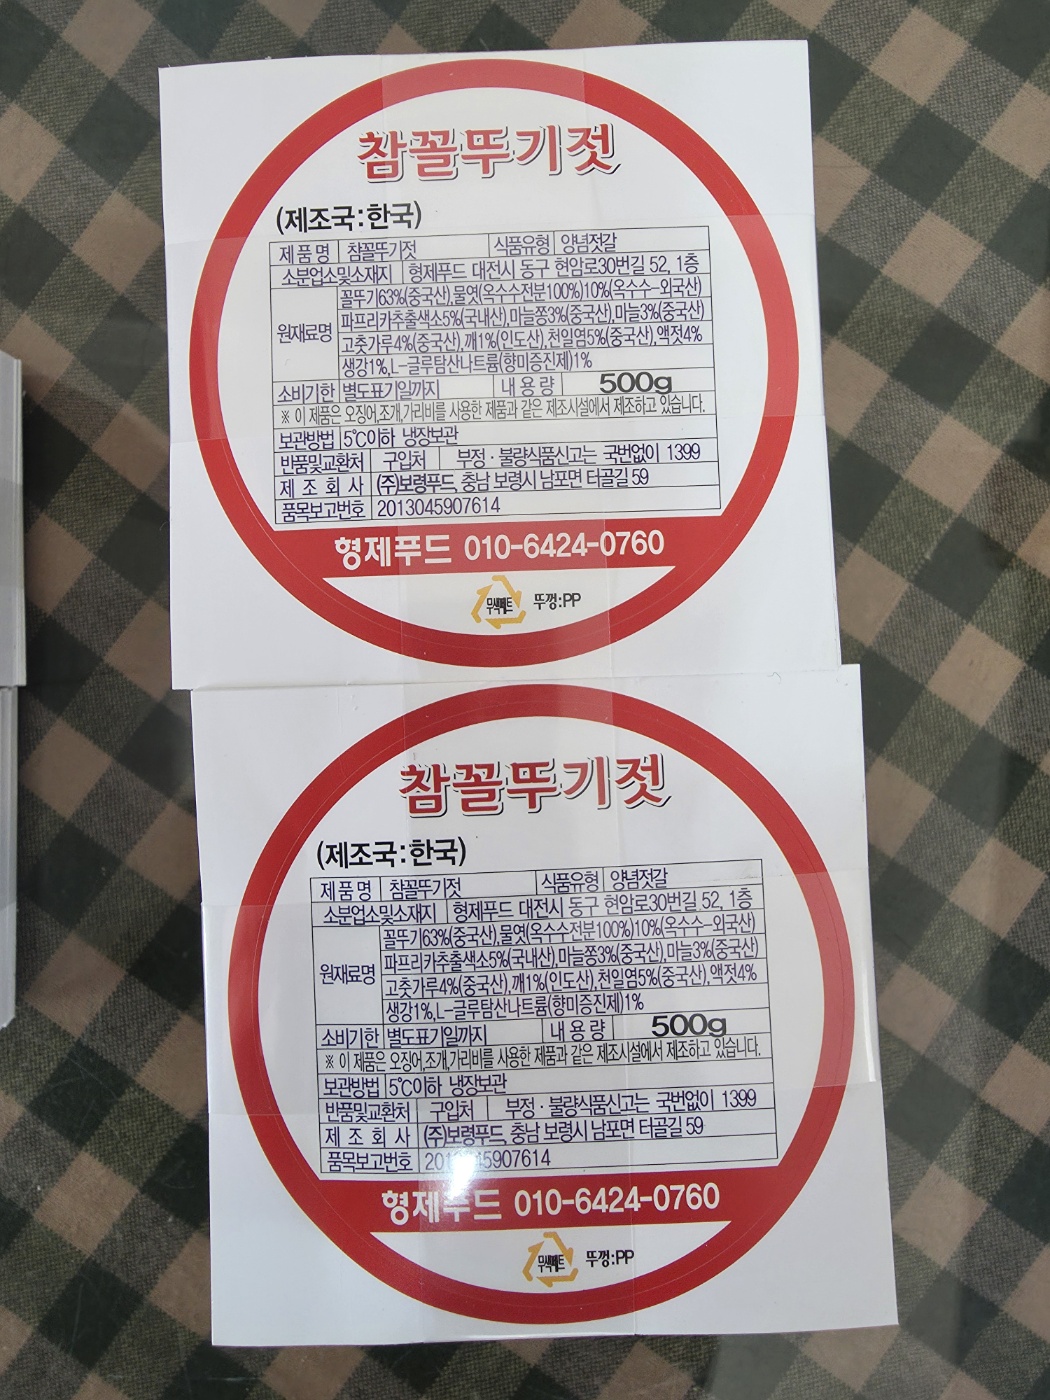 참꼴뚜기젓
(제조국:한국)
제품명 참꼴뚜기젓 식품유형 양념젓갈
소분업소및소재지 형제푸드 대전시 동구 현암로30번길 52, 1층
원재료명 꼴뚜기63%(중국산),물엿(옥수수전분100%)10%(옥수수-외국산)
파프리카추출색소5%(국내산),마늘쫑3%(중국산),마늘3%(중국산)
고춧가루4%(중국산),깨1%(인도산),천일염5%(중국산),액젓4%
생강1%,L-글루탐산나트륨(향미증진제)1%
소비기한 별도표기일까지 내용량 500g
※ 이 제품은 오징어,조개,가리비를 사용한 제품과 같은 제조시설에서 제조하고 있습니다.
보관방법 5℃이하 냉장보관
반품및교환처 구입처 부정·불량식품신고는 국번없이 1399
제조회사 (주)보령푸드, 충남 보령시 남포면 터골길 59
품목보고번호 2013045907614
형제푸드 010-6424-0760
무색페트 뚜껑:PP
참꼴뚜기젓
(제조국:한국)
제품명 참꼴뚜기젓 식품유형 양념젓갈
소분업소및소재지 형제푸드 대전시 동구 현암로30번길 52, 1층
원재료명 꼴뚜기63%(중국산),물엿(옥수수전분100%)10%(옥수수-외국산)
파프리카추출색소5%(국내산),마늘쫑3%(중국산),마늘3%(중국산)
고춧가루4%(중국산),깨1%(인도산),천일염5%(중국산),액젓4%
생강1%,L-글루탐산나트륨(향미증진제)1%
소비기한 별도표기일까지 내용량 500g
※ 이 제품은 오징어,조개,가리비를 사용한 제품과 같은 제조시설에서 제조하고 있습니다.
보관방법 5℃이하 냉장보관
반품및교환처 구입처 부정·불량식품신고는 국번없이 1399
제조회사 (주)보령푸드, 충남 보령시 남포면 터골길 59
품목보고번호
형제푸드 010-6424-0760
무색페트 뚜껑:PP